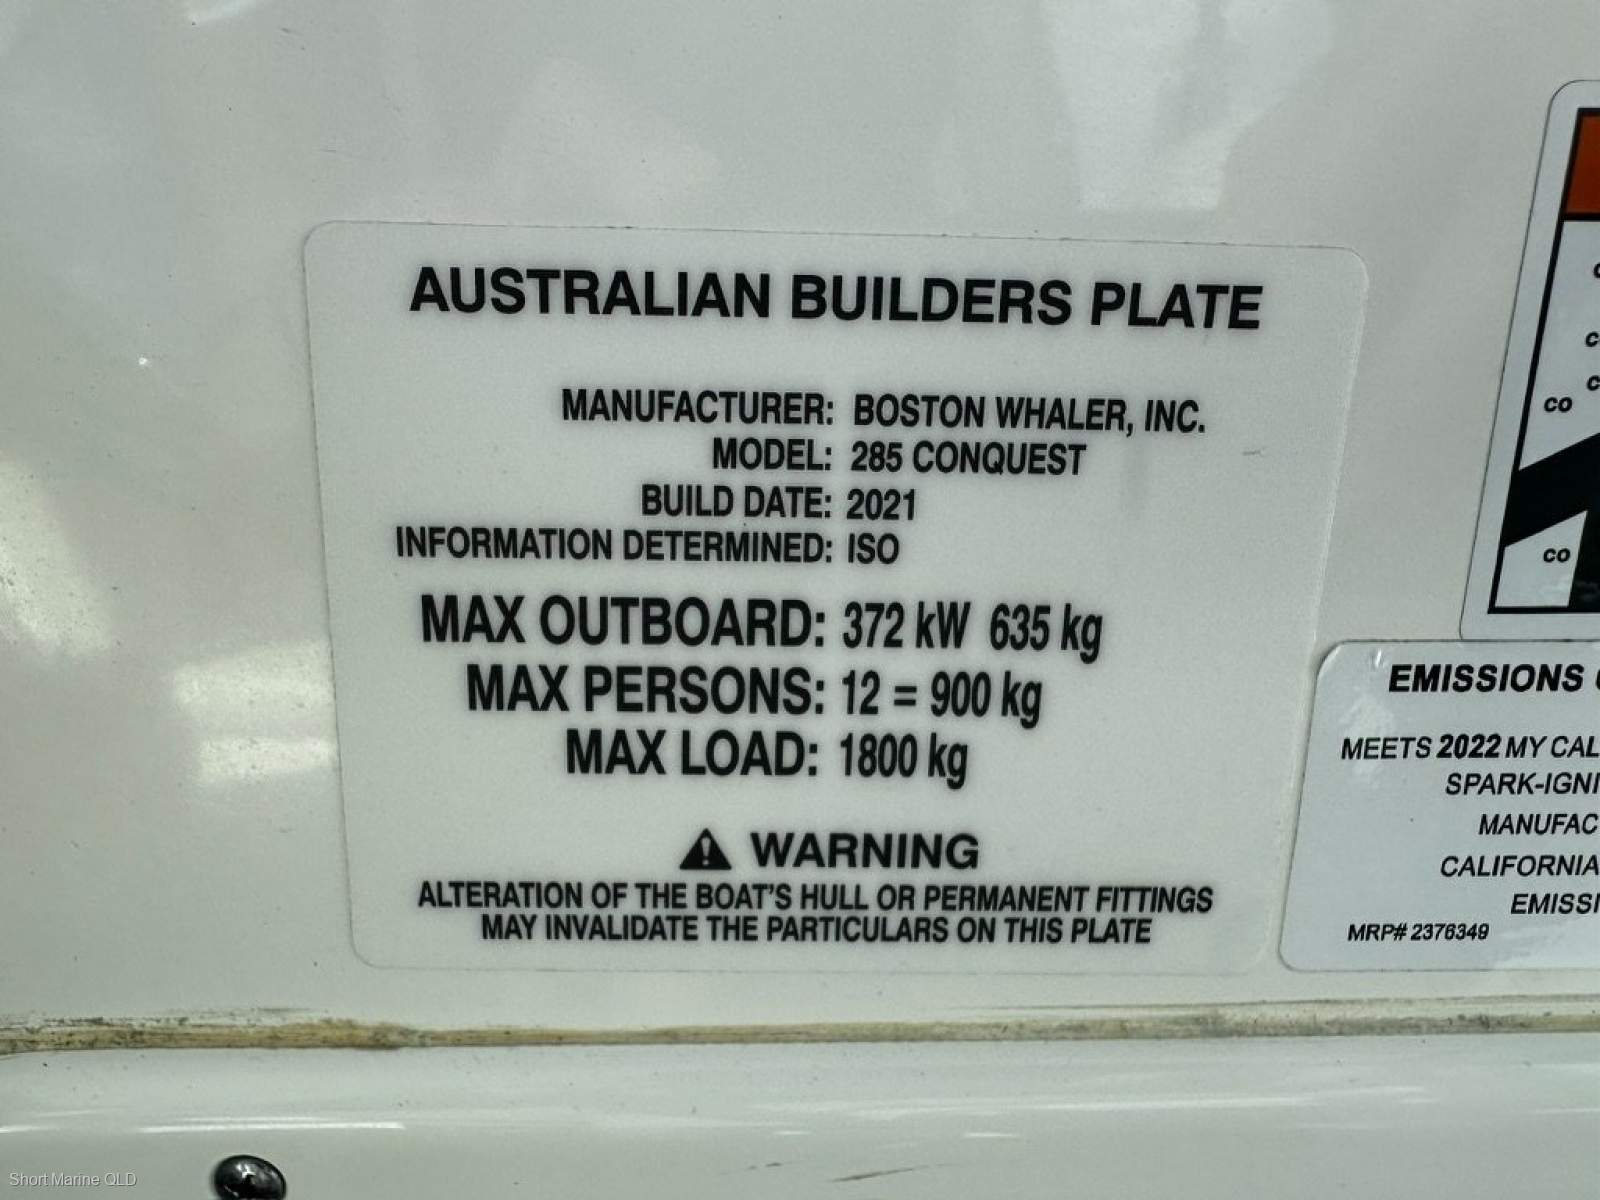 AUSTRALIAN BUILDERS PLATE
MANUFACTURER: BOSTON WHALER, INC.
MODEL: 285 CONQUEST
BUILD DATE: 2021
INFORMATION DETERMINED: ISO
MAX OUTBOARD: 372 kW 635 kg
MAX PERSONS: 12 = 900 kg
MAX LOAD: 1800 kg
WARNING
ALTERATION OF THE BOAT'S HULL OR PERMANENT FITTINGS
MAY INVALIDATE THE PARTICULARS ON THIS PLATE
CO
CO
EMISSIONS
MEETS 2022 MY CAL
SPARK-IGNI
MANUFAC
CALIFORNIA
EMISSI
MRP# 2376349
Short Marine QLD